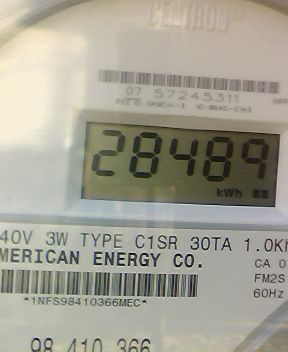 CENTRON
07 57245311
28489
kWh
40V 3W TYPE C1SR 30TA 1.0Kh
MERICAN ENERGY CO.
CA 0
FM2S
60Hz
*1NFS98410366MEC*
98 410 366